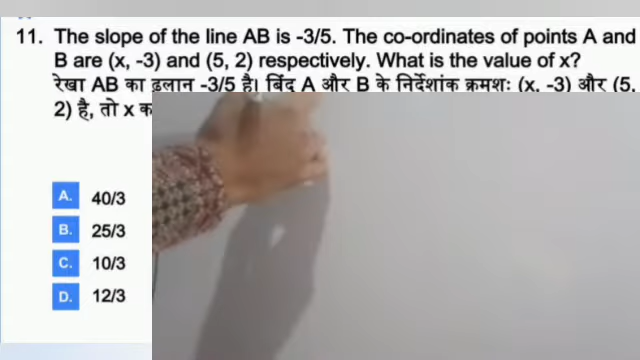 11. The slope of the line AB is -3/5. The co-ordinates of points A and
B are (x, -3) and (5, 2) respectively. What is the value of x?
रेखा AB का ढलान -3/5 है। बिंदु A और B के निर्देशांक क्रमशः (x, -3) और (5,
2) है, तो x
A. 40/3
B. 25/3
C. 10/3
D. 12/3